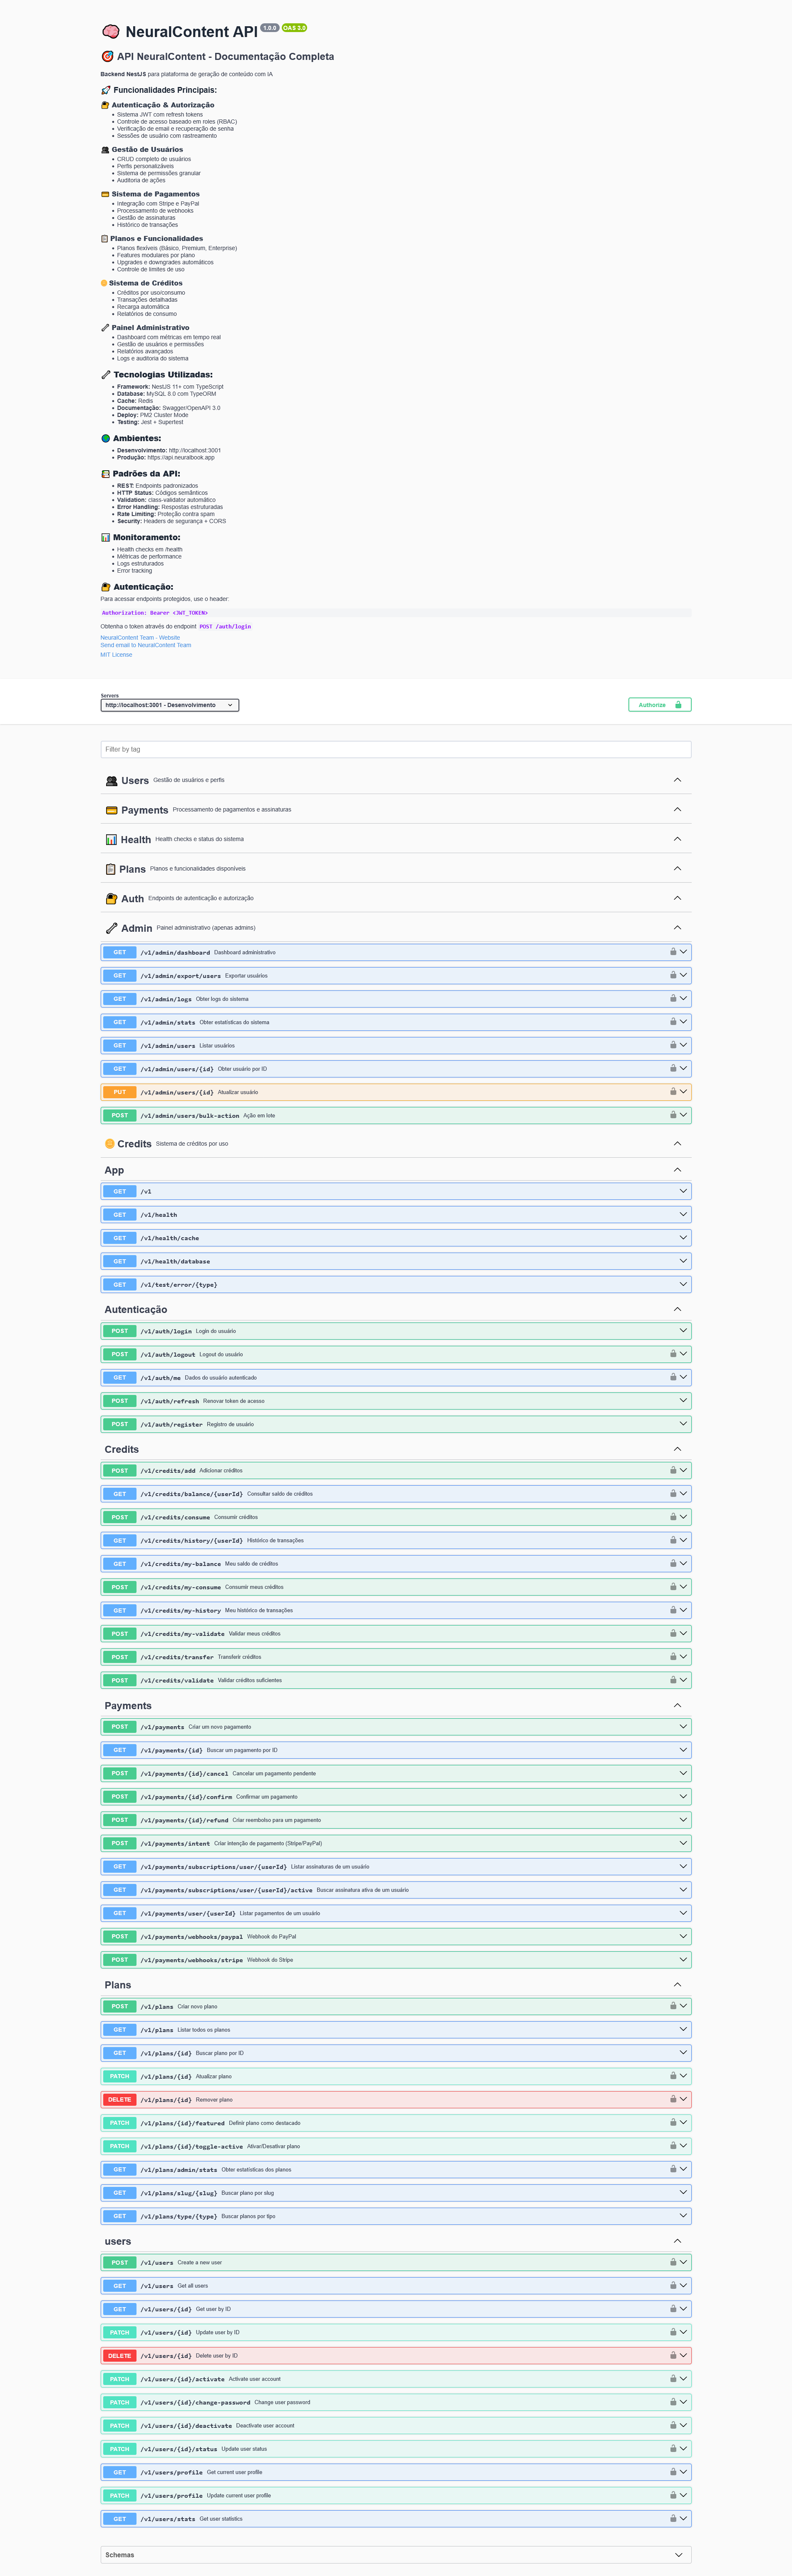 NeuralContent API 1.0.0 OAS 3.0
API NeuralContent - Documentação Completa
Backend NestJS para plataforma de geração de conteúdo com IA
Funcionalidades Principais:
Autenticação & Autorização
Sistema JWT com refresh tokens
Controle de acesso baseado em roles (RBAC)
Verificação de email e recuperação de senha
Sessões de usuário com rastreamento
Gestão de Usuários
CRUD completo de usuários
Perfis personalizáveis
Sistema de permissões granular
Auditoria de ações
Sistema de Pagamentos
Integração com Stripe e PayPal
Processamento de webhooks
Gestão de assinaturas
Histórico de transações
Planos e Funcionalidades
Planos flexíveis (Básico, Premium, Enterprise)
Features modulares por plano
Upgrades e downgrades automáticos
Controle de limites de uso
Sistema de Créditos
Créditos por uso/consumo
Transações detalhadas
Recarga automática
Relatórios de consumo
Painel Administrativo
Dashboard com métricas em tempo real
Gestão de usuários e permissões
Relatórios avançados
Logs e auditoria do sistema
Tecnologias Utilizadas:
Framework: NestJS 11+ com TypeScript
Database: MySQL 8.0 com TypeORM
Cache: Redis
Documentação: Swagger/OpenAPI 3.0
Deploy: PM2 Cluster Mode
Testing: Jest + Supertest
Ambientes:
Desenvolvimento: http://localhost:3001
Produção: https://api.neuralbook.app
Padrões da API:
REST: Endpoints padronizados
HTTP Status: Códigos semânticos
Validation: class-validator automático
Error Handling: Respostas estruturadas
Rate Limiting: Proteção contra spam
Security: Headers de segurança + CORS
Monitoramento:
Health checks em /health
Métricas de performance
Logs estruturados
Error tracking
Autenticação:
Para acessar endpoints protegidos, use o header:
Authorization: Bearer <JWT_TOKEN>
Obtenha o token através do endpoint POST /auth/login
NeuralContent Team - Website
Send email to NeuralContent Team
MIT License
Servers
http://localhost:3001 - Desenvolvimento
Authorize
Filter by tag
Users Gestão de usuários e perfis
Payments Processamento de pagamentos e assinaturas
Health Health checks e status do sistema
Plans Planos e funcionalidades disponíveis
Auth Endpoints de autenticação e autorização
Admin Painel administrativo (apenas admins)
GET /v1/admin/dashboard Dashboard administrativo
GET /v1/admin/export/users Exportar usuários
GET /v1/admin/logs Obter logs do sistema
GET /v1/admin/stats Obter estatísticas do sistema
GET /v1/admin/users Listar usuários
GET /v1/admin/users/{id} Obter usuário por ID
PUT /v1/admin/users/{id} Atualizar usuário
POST /v1/admin/users/bulk-action Ação em lote
Credits Sistema de créditos por uso
App
GET /v1
GET /v1/health
GET /v1/health/cache
GET /v1/health/database
GET /v1/test/error/{type}
Autenticação
POST /v1/auth/login Login do usuário
POST /v1/auth/logout Logout do usuário
GET /v1/auth/me Dados do usuário autenticado
POST /v1/auth/refresh Renovar token de acesso
POST /v1/auth/register Registro de usuário
Credits
POST /v1/credits/add Adicionar créditos
GET /v1/credits/balance/{userId} Consultar saldo de créditos
POST /v1/credits/consume Consumir créditos
GET /v1/credits/history/{userId} Histórico de transações
GET /v1/credits/my-balance Meu saldo de créditos
POST /v1/credits/my-consume Consumir meus créditos
GET /v1/credits/my-history Meu histórico de transações
POST /v1/credits/my-validate Validar meus créditos
POST /v1/credits/transfer Transferir créditos
POST /v1/credits/validate Validar créditos suficientes
Payments
POST /v1/payments Criar um novo pagamento
GET /v1/payments/{id} Buscar um pagamento por ID
POST /v1/payments/{id}/cancel Cancelar um pagamento pendente
POST /v1/payments/{id}/confirm Confirmar um pagamento
POST /v1/payments/{id}/refund Criar reembolso para um pagamento
POST /v1/payments/intent Criar intenção de pagamento (Stripe/PayPal)
GET /v1/payments/subscriptions/user/{userId} Listar assinaturas de um usuário
GET /v1/payments/subscriptions/user/{userId}/active Buscar assinatura ativa de um usuário
GET /v1/payments/user/{userId} Listar pagamentos de um usuário
POST /v1/payments/webhooks/paypal Webhook do PayPal
POST /v1/payments/webhooks/stripe Webhook do Stripe
Plans
POST /v1/plans Criar novo plano
GET /v1/plans Listar todos os planos
GET /v1/plans/{id} Buscar plano por ID
PATCH /v1/plans/{id} Atualizar plano
DELETE /v1/plans/{id} Remover plano
PATCH /v1/plans/{id}/featured Definir plano como destacado
PATCH /v1/plans/{id}/toggle-active Ativar/Desativar plano
GET /v1/plans/admin/stats Obter estatísticas dos planos
GET /v1/plans/slug/{slug} Buscar plano por slug
GET /v1/plans/type/{type} Buscar planos por tipo
users
POST /v1/users Create a new user
GET /v1/users Get all users
GET /v1/users/{id} Get user by ID
PATCH /v1/users/{id} Update user by ID
DELETE /v1/users/{id} Delete user by ID
PATCH /v1/users/{id}/activate Activate user account
PATCH /v1/users/{id}/change-password Change user password
PATCH /v1/users/{id}/deactivate Deactivate user account
PATCH /v1/users/{id}/status Update user status
GET /v1/users/profile Get current user profile
PATCH /v1/users/profile Update current user profile
GET /v1/users/stats Get user statistics
Schemas